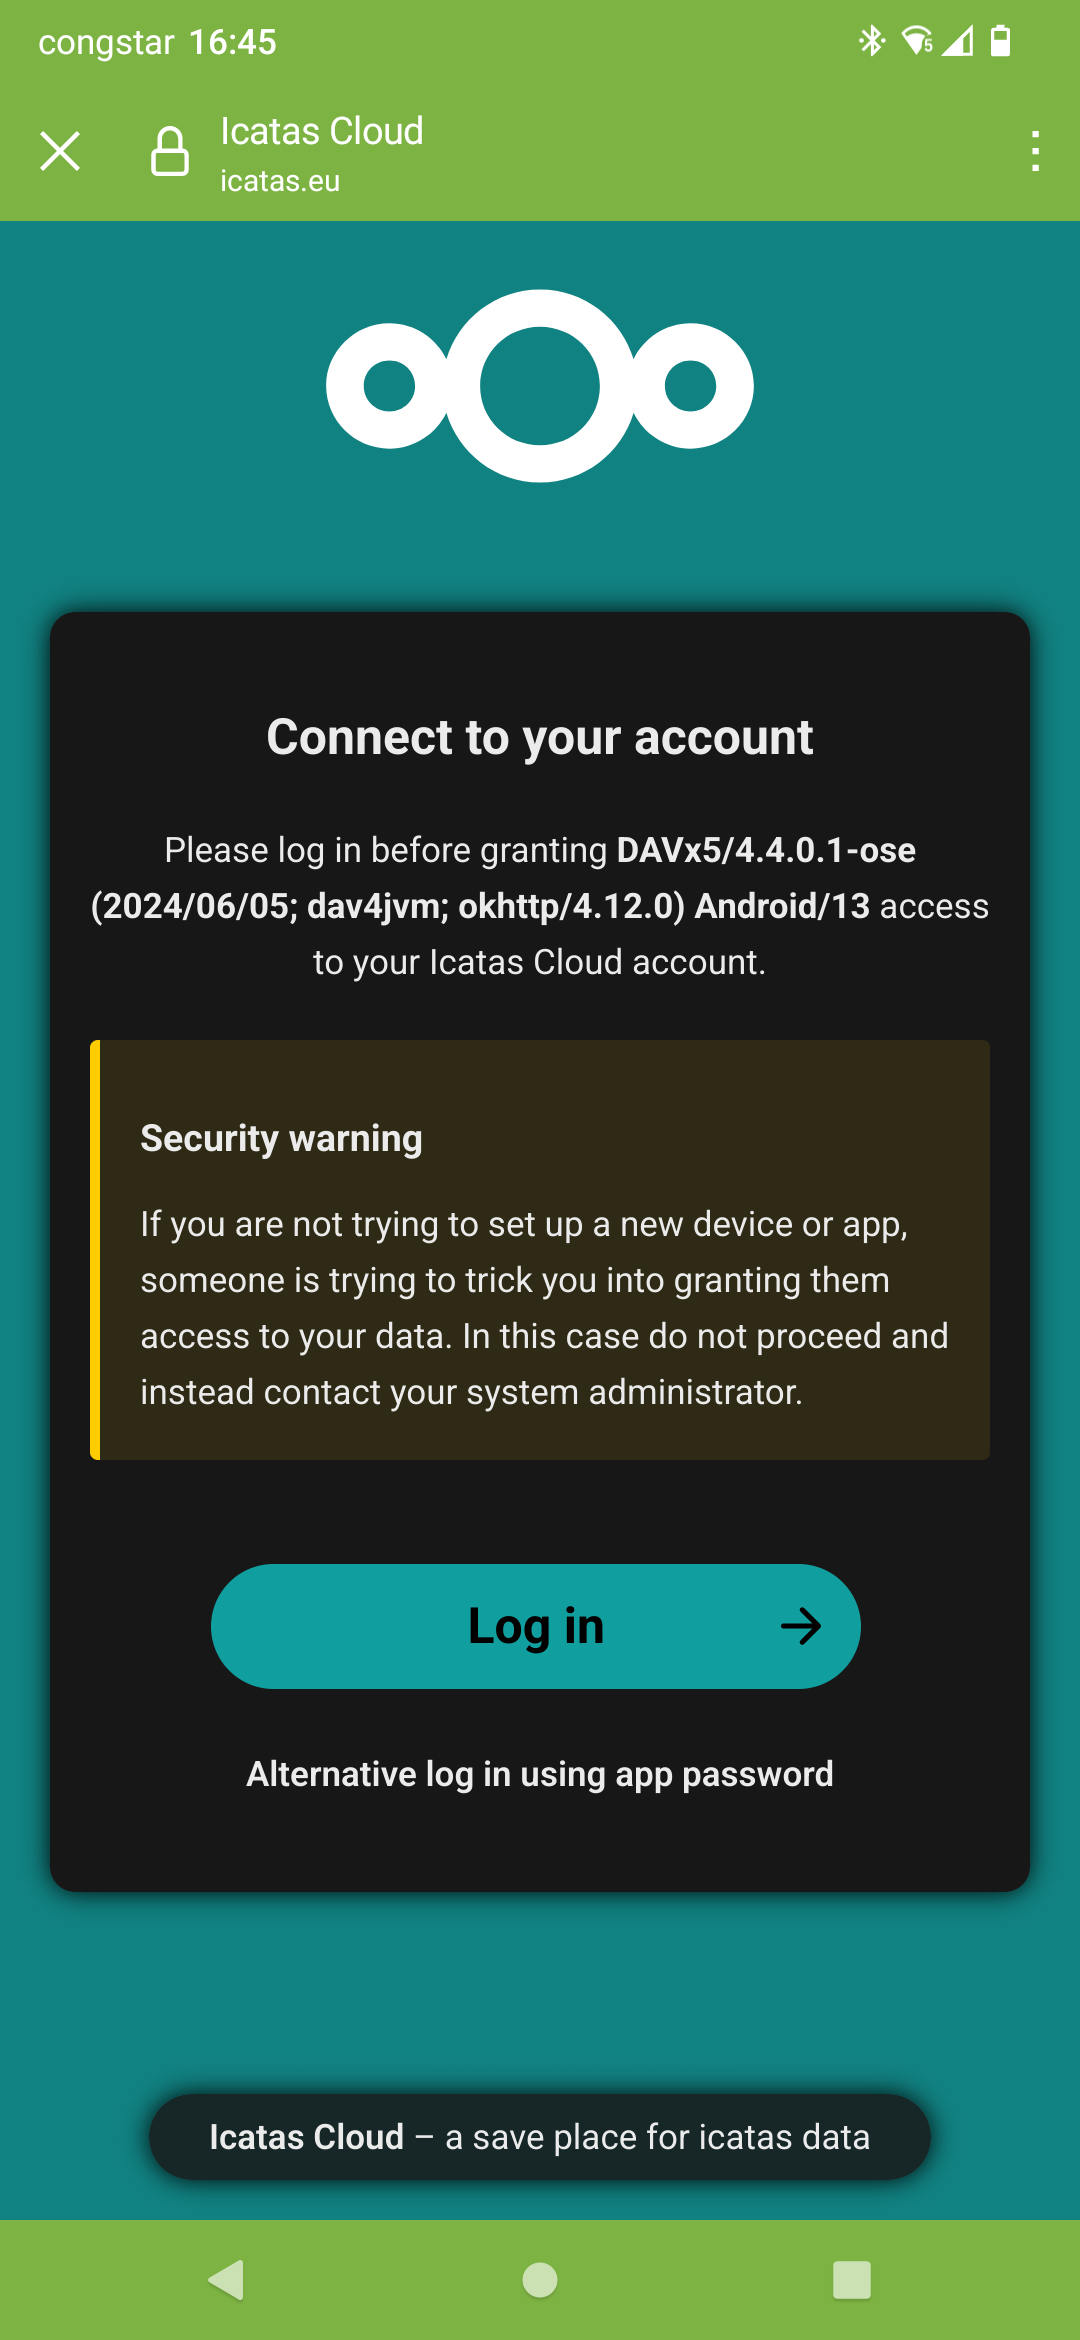 congstar 16:45
5
Icatas Cloud
icatas.eu
Connect to your account
Please log in before granting DAVx5/4.4.0.1-ose
(2024/06/05; dav4jvm; okhttp/4.12.0) Android/13 access
to your Icatas Cloud account.
Security warning
If you are not trying to set up a new device or app,
someone is trying to trick you into granting them
access to your data. In this case do not proceed and
instead contact your system administrator.
Log in
Alternative log in using app password
Icatas Cloud – a save place for icatas data